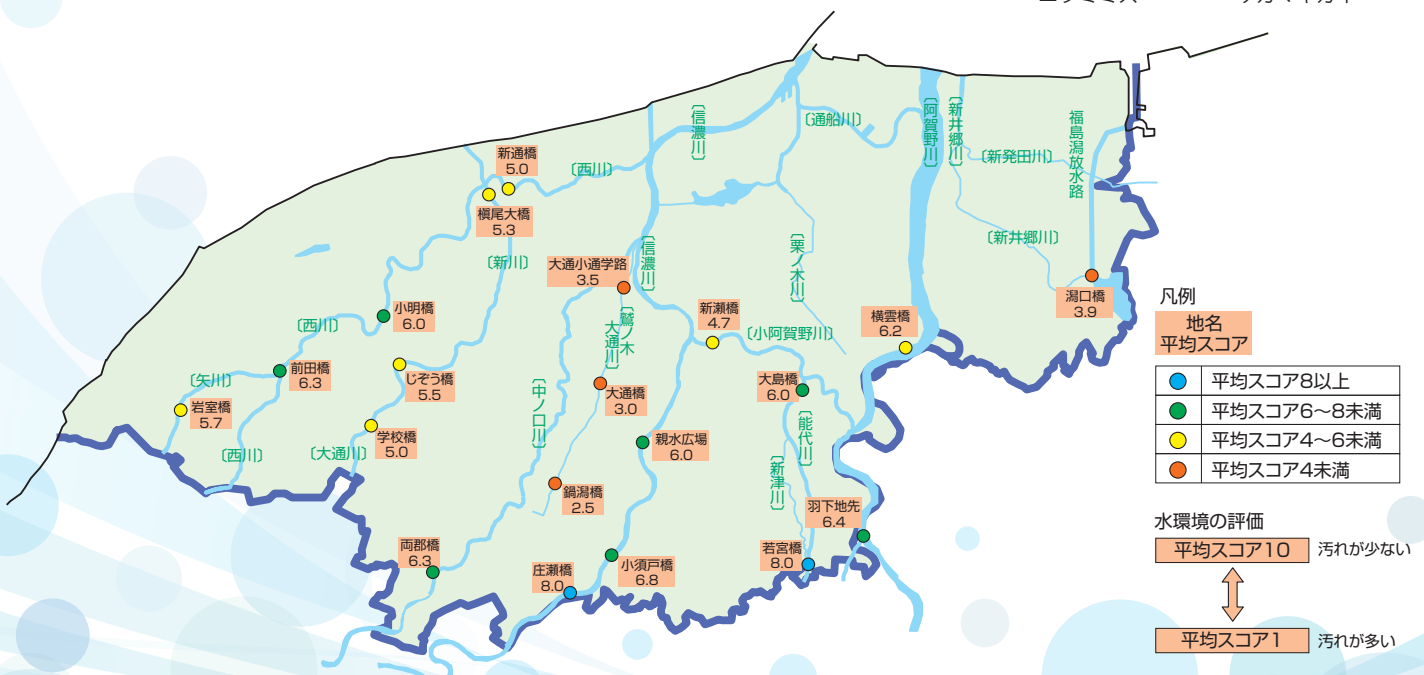 新通橋
5.0
〔西川〕
槇尾大橋
5.3
〔新川〕
〔信濃川〕
〔通船川〕
〔阿賀野川〕
〔新井郷川〕
〔新発田川〕
福島潟放水路
〔新井郷川〕
潟口橋
3.9
大通小通学路
3.5
〔信濃川〕
〔鷲ノ木
大通川〕
〔栗ノ木川〕
新瀬橋
4.7
〔小阿賀野川〕
横雲橋
6.2
小明橋
6.0
〔西川〕
前田橋
6.3
〔矢川〕
岩室橋
5.7
〔西川〕
じぞう橋
5.5
学校橋
5.0
〔大通川〕
〔中ノ口川〕
大通橋
3.0
大島橋
6.0
〔能代川〕
〔新津川〕
親水広場
6.0
鍋潟橋
2.5
羽下地先
6.4
両郡橋
6.3
庄瀬橋
8.0
小須戸橋
6.8
若宮橋
8.0
凡例
地名
平均スコア
平均スコア8以上
平均スコア6〜8未満
平均スコア4〜6未満
平均スコア4未満
水環境の評価
平均スコア10 汚れが少ない
平均スコア1 汚れが多い